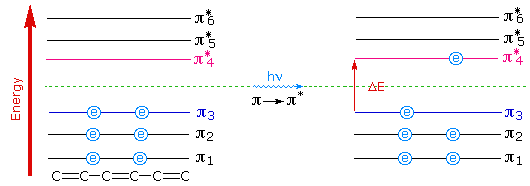 Energy
π*6
π*5
π*4
π3
e e
π2
e e
π1
e e
C=C-C=C-C=C
hν
π→π*
π*6
π*5
π*4
e
ΔE
π3
e
π2
e e
π1
e e